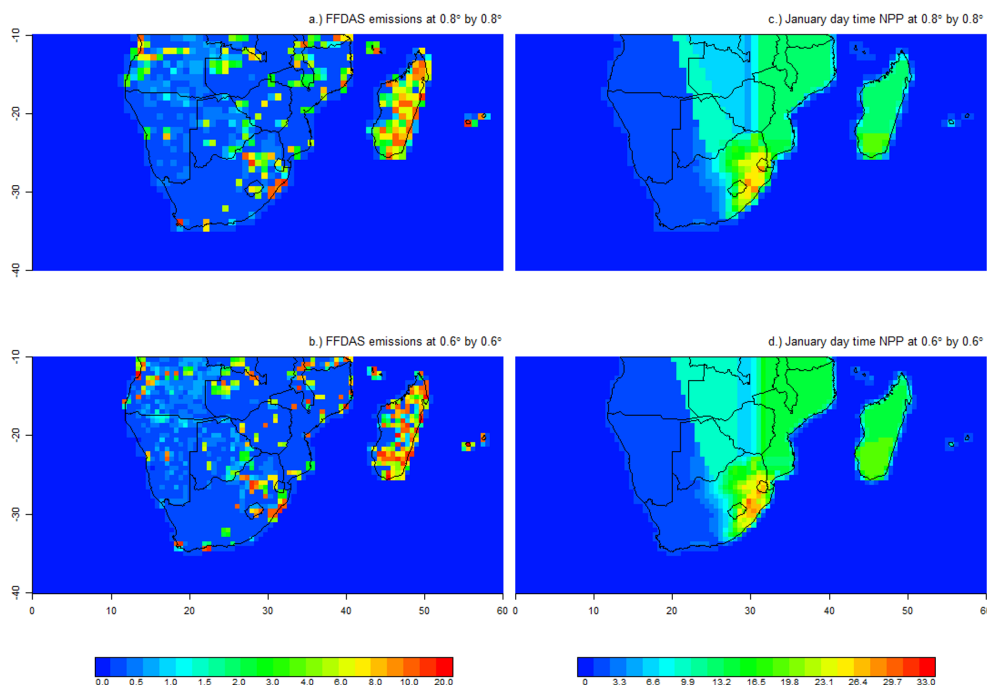 a.) FFDAS emissions at 0.8° by 0.8°
c.) January day time NPP at 0.8° by 0.8°
-10
-20
-30
-40
b.) FFDAS emissions at 0.6° by 0.6°
d.) January day time NPP at 0.6° by 0.6°
-10
-20
-30
-40
0 10 20 30 40 50 60
0 10 20 30 40 50 60
0.0 0.5 1.0 1.5 2.0 3.0 4.0 6.0 8.0 10.0 20.0
0 3.3 6.6 9.9 13.2 16.5 19.8 23.1 26.4 29.7 33.0